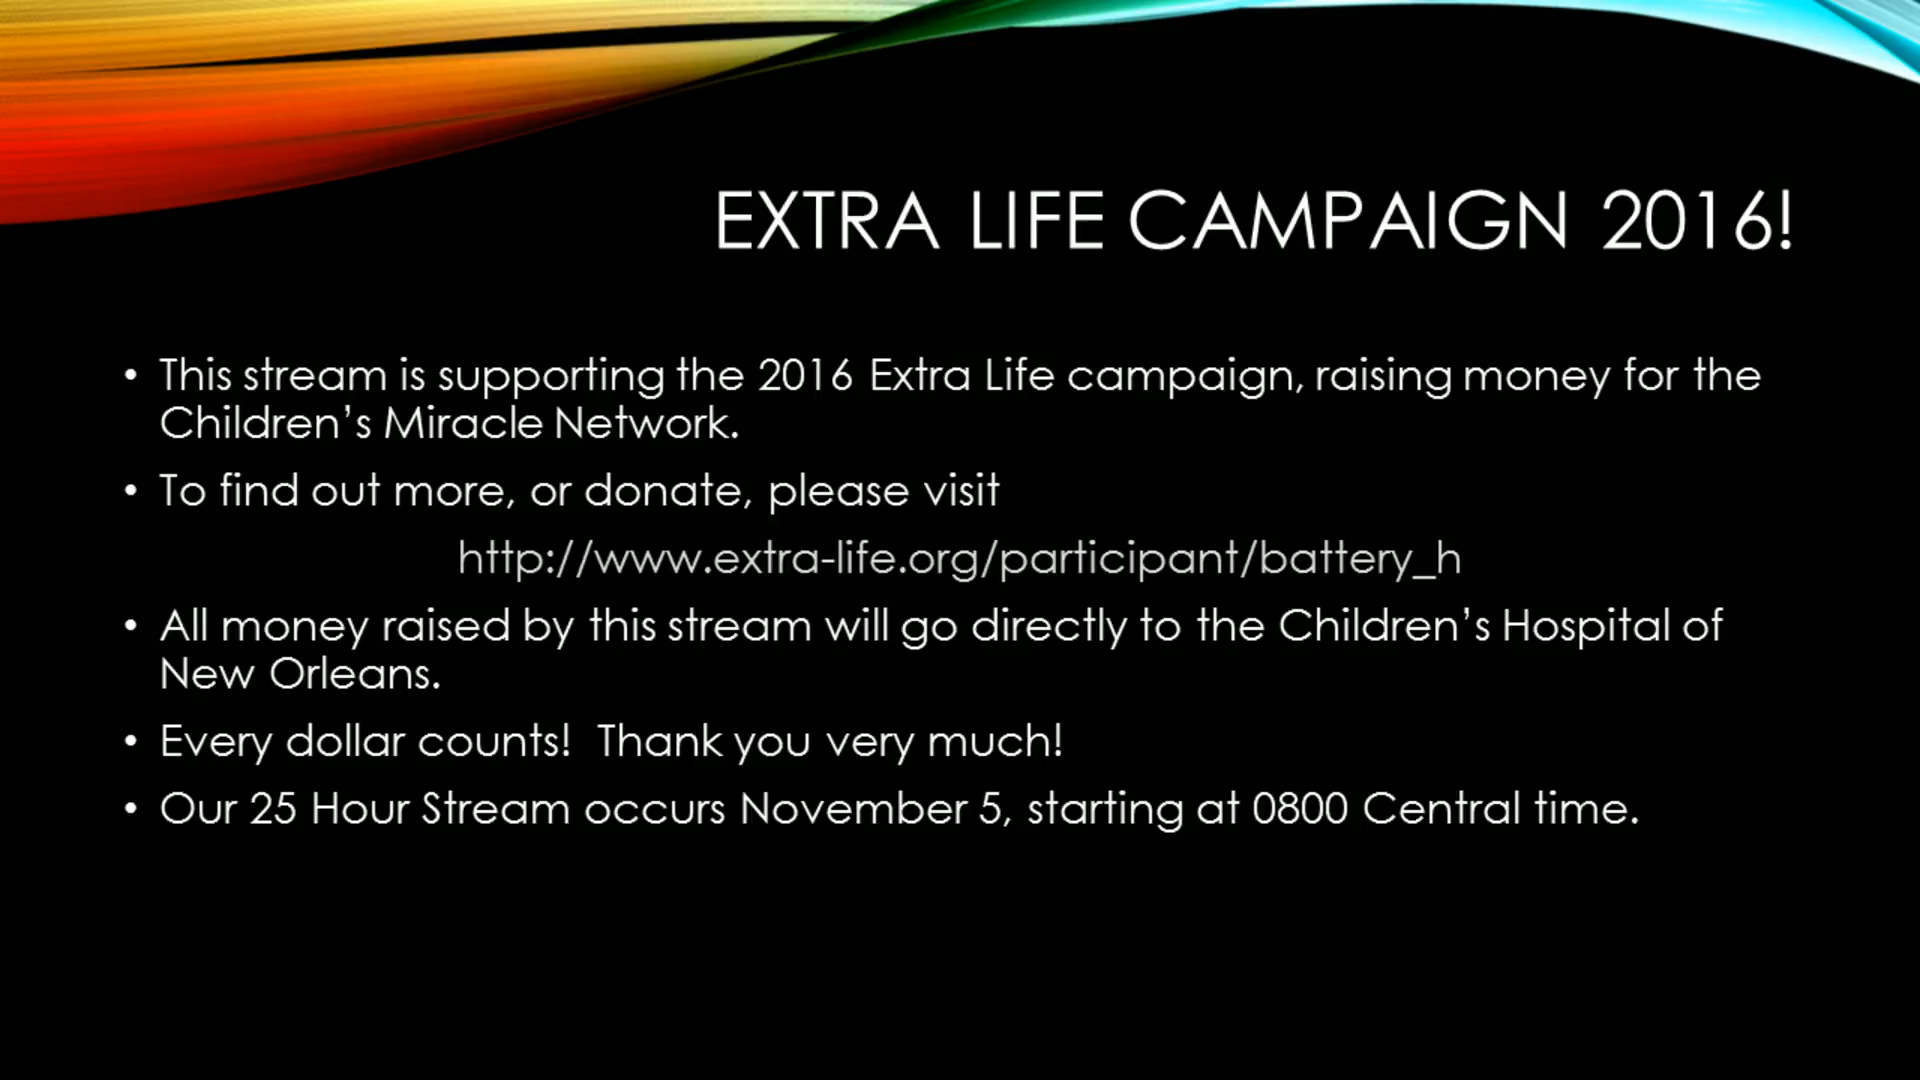 EXTRA LIFE CAMPAIGN 2016!
• This stream is supporting the 2016 Extra Life campaign, raising money for the
Children’s Miracle Network.
• To find out more, or donate, please visit
http://www.extra-life.org/participant/battery_h
• All money raised by this stream will go directly to the Children’s Hospital of
New Orleans.
• Every dollar counts!  Thank you very much!
• Our 25 Hour Stream occurs November 5, starting at 0800 Central time.